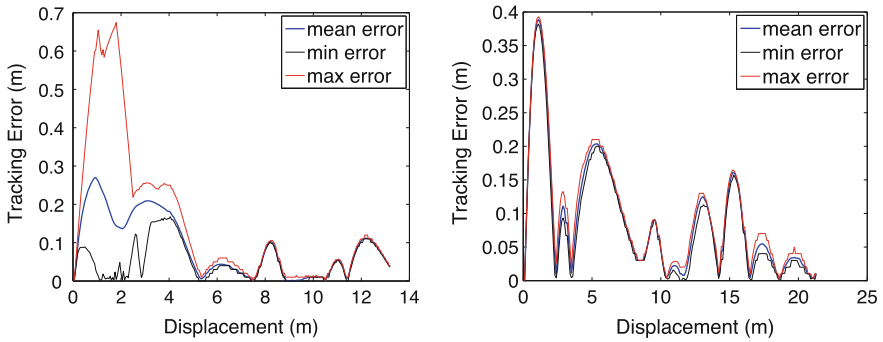 0.7
0.6
0.5
0.4
0.3
0.2
0.1
0
0 2 4 6 8 10 12 14
Tracking Error (m)
Displacement (m)
mean error
min error
max error
0.4
0.35
0.3
0.25
0.2
0.15
0.1
0.05
0
0 5 10 15 20 25
Tracking Error (m)
Displacement (m)
mean error
min error
max error